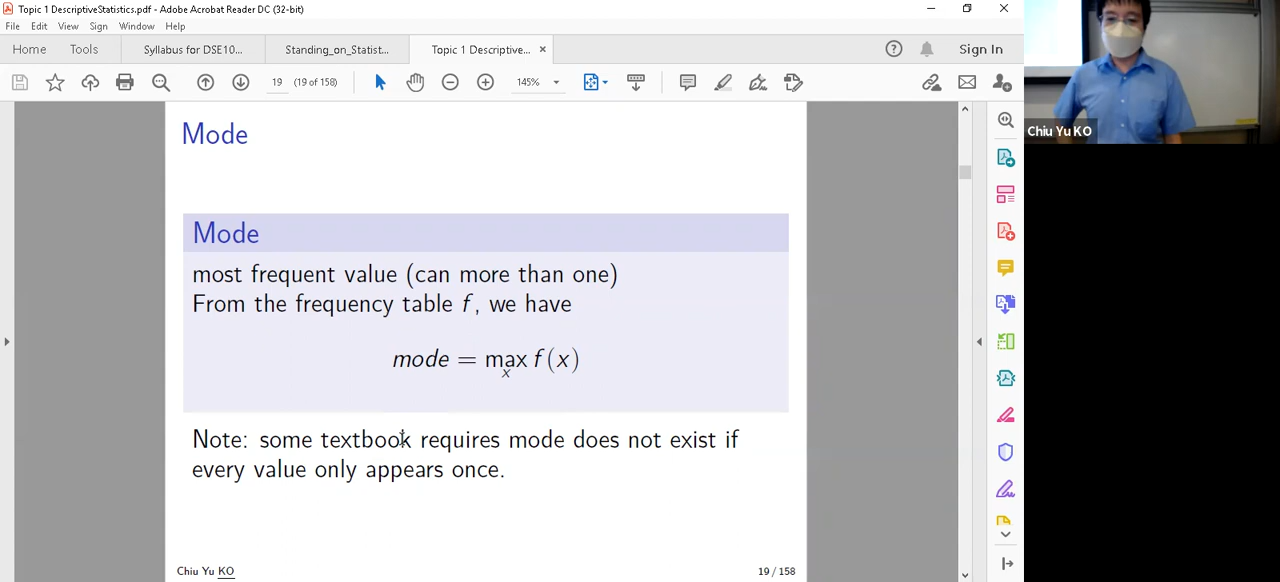 Topic 1 DescriptiveStatistics.pdf - Adobe Acrobat Reader DC (32-bit)
File Edit View Sign Window Help
Home Tools Syllabus for DSE10... Standing_on_Statist... Topic 1 Descriptive... Sign In
19 (19 of 158) 145%
Mode
Mode
most frequent value (can more than one)
From the frequency table f, we have
mode = max f(x)
x
Note: some textbook requires mode does not exist if
every value only appears once.
Chiu Yu KO 19 / 158
Chiu Yu KO